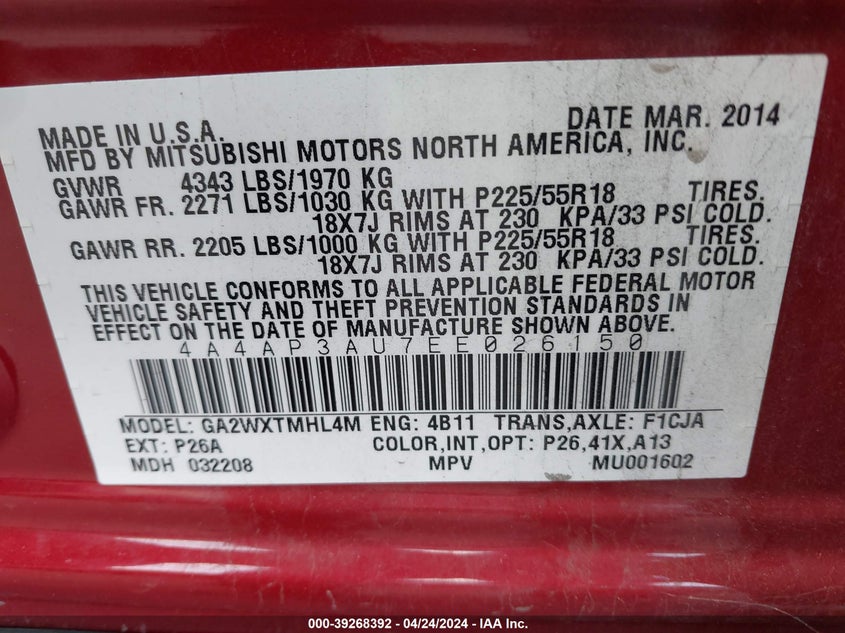 MADE IN U.S.A. DATE MAR. 2014
MFD BY MITSUBISHI MOTORS NORTH AMERICA, INC.
GVWR 4343 LBS/1970 KG
GAWR FR. 2271 LBS/1030 KG WITH P225/55R18 TIRES.
18X7J RIMS AT 230 KPA/33 PSI COLD.
GAWR RR. 2205 LBS/1000 KG WITH P225/55R18 TIRES.
18X7J RIMS AT 230 KPA/33 PSI COLD.
THIS VEHICLE CONFORMS TO ALL APPLICABLE FEDERAL MOTOR
VEHICLE SAFETY AND THEFT PREVENTION STANDARDS IN
EFFECT ON THE DATE OF MANUFACTURE SHOWN ABOVE.
4A4AP3AU7EE026150
MODEL: GA2WXTMHL4M ENG: 4B11 TRANS,AXLE: F1CJA
EXT: P26A COLOR,INT,OPT: P26,41X,A13
MDH 032208 MPV MU001602
000-39268392 - 04/24/2024 - IAA Inc.